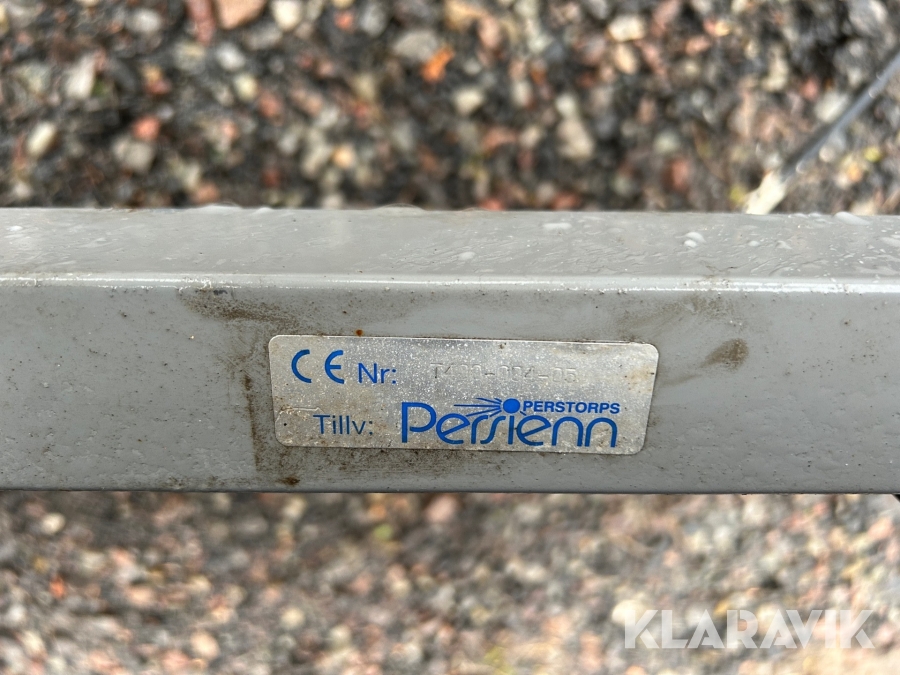 CE Nr:
Tillv: PERSTORPS
Persienn
KLARAVIK